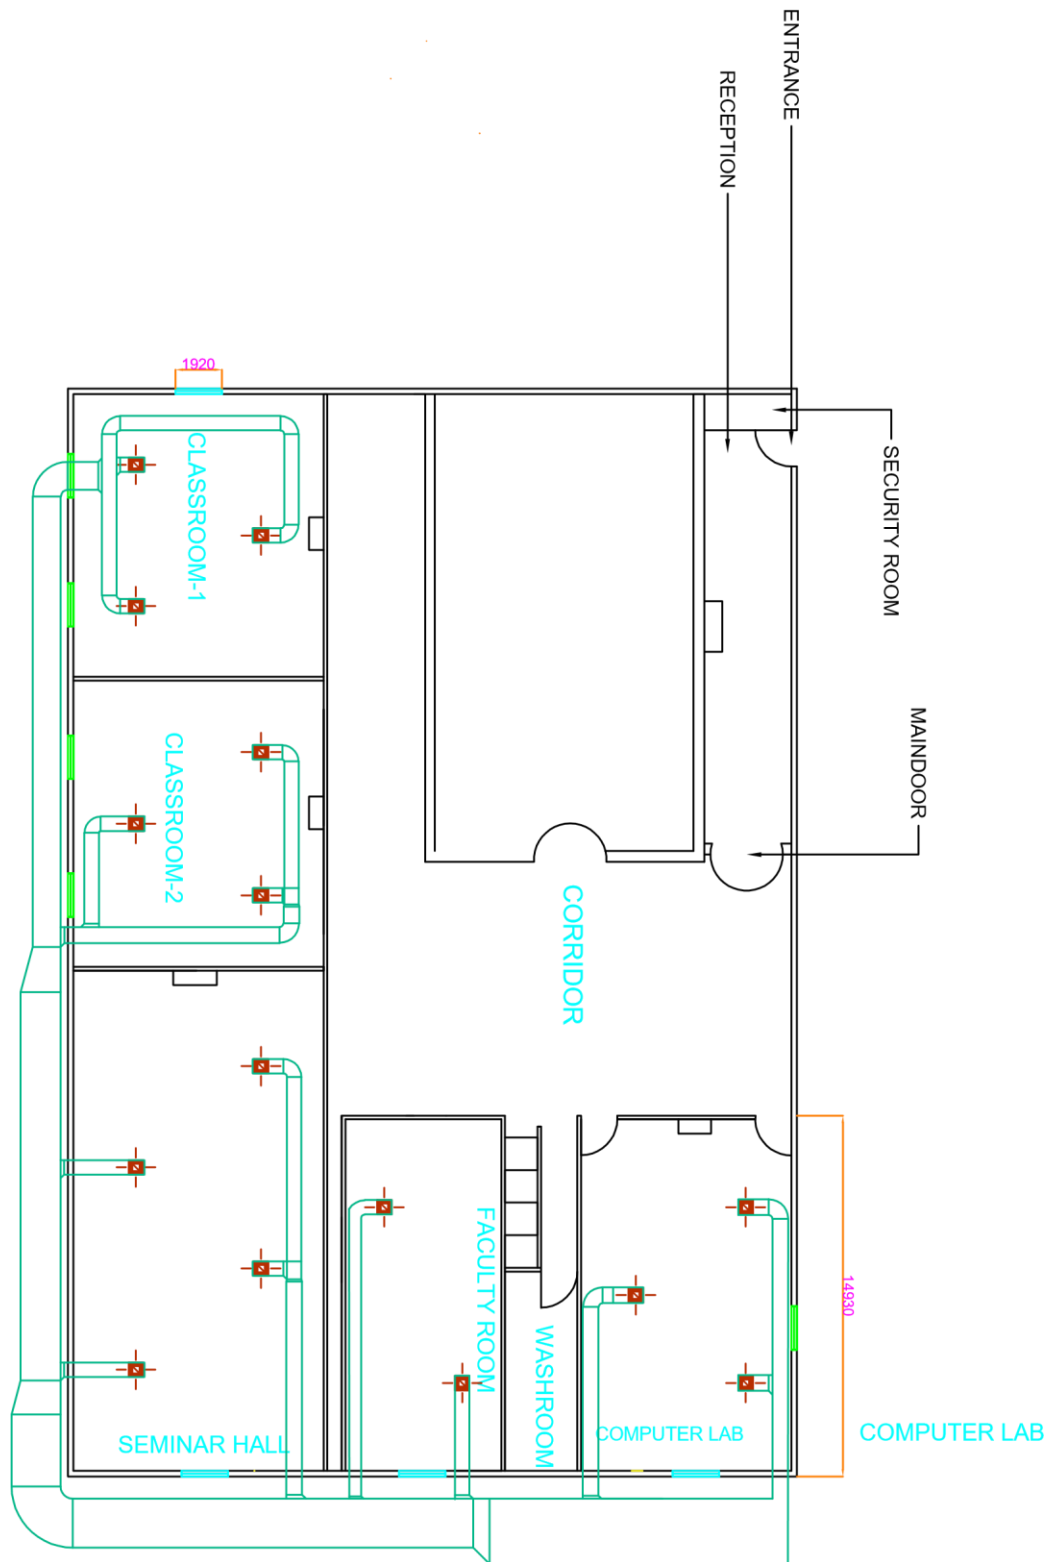 ENTRANCE
RECEPTION
1920
CLASSROOM-1
SECURITY ROOM
MAINDOOR
CLASSROOM-2
CORRIDOR
FACULTY ROOM
14930
WASHROOM
SEMINAR HALL
COMPUTER LAB
COMPUTER LAB